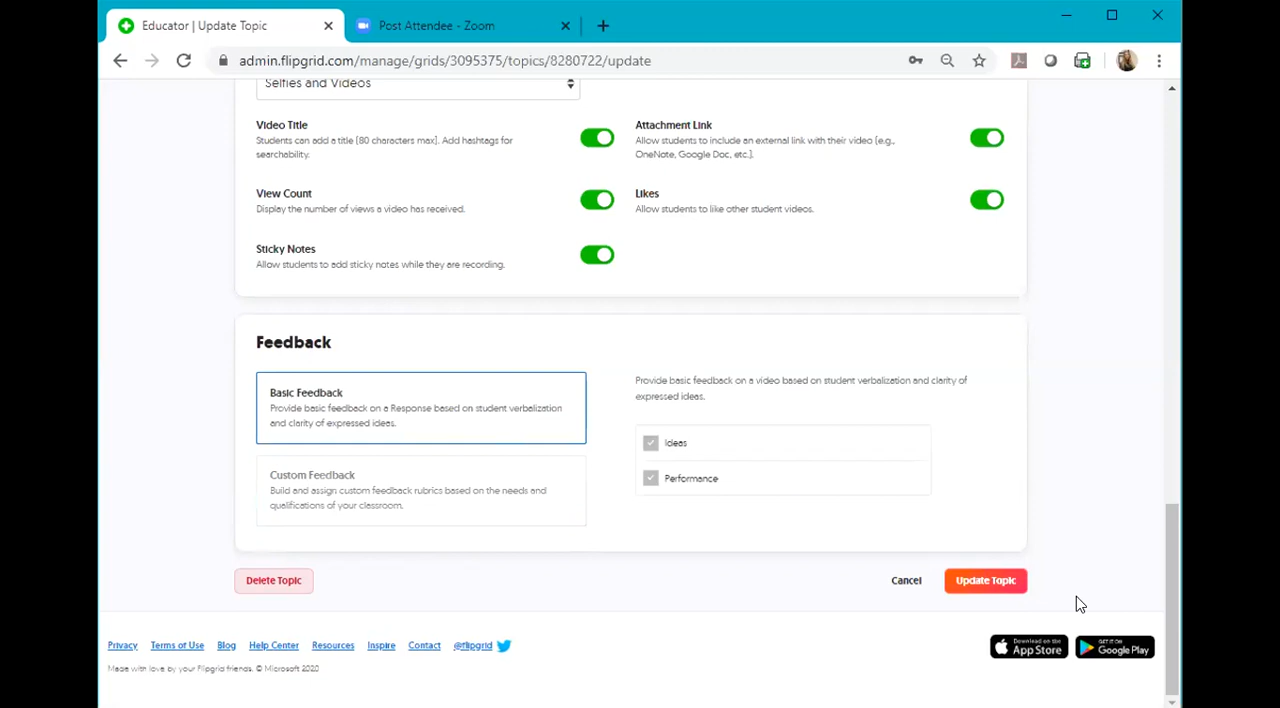 Educator | Update Topic
Post Attendee - Zoom
admin.flipgrid.com/manage/grids/3095375/topics/8280722/update
Selfies and Videos
Video Title
Students can add a title [80 characters max]. Add hashtags for
searchability.
Attachment Link
Allow students to include an external link with their video [e.g.,
OneNote, Google Doc, etc.].
View Count
Display the number of views a video has received.
Likes
Allow students to like other student videos.
Sticky Notes
Allow students to add sticky notes while they are recording.
Feedback
Basic Feedback
Provide basic feedback on a Response based on student verbalization
and clarity of expressed ideas.
Custom Feedback
Build and assign custom feedback rubrics based on the needs and
qualifications of your classroom.
Provide basic feedback on a video based on student verbalization and clarity of
expressed ideas.
Ideas
Performance
Delete Topic
Cancel
Update Topic
Privacy Terms of Use Blog Help Center Resources Inspire Contact @flipgrid
Made with love by your Flipgrid friends. © Microsoft 2020
Download on the
App Store
GET IT ON
Google Play